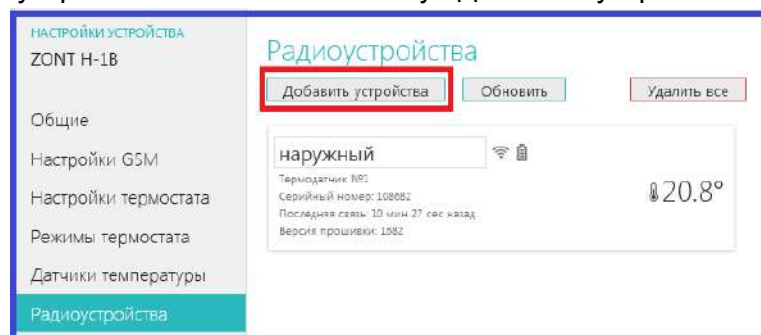 НАСТРОЙКИ УСТРОЙСТВА
ZONT H-1В
Общие
Настройки GSM
Настройки термостата
Режимы термостата
Датчики температуры
Радиоустройства
Радиоустройства
Добавить устройства
Обновить
Удалить все
наружный
Термодатчик №1
Серийный номер: 108682
Последняя связь: 10 мин 27 сек назад
Версия прошивки: 1682
20.8°